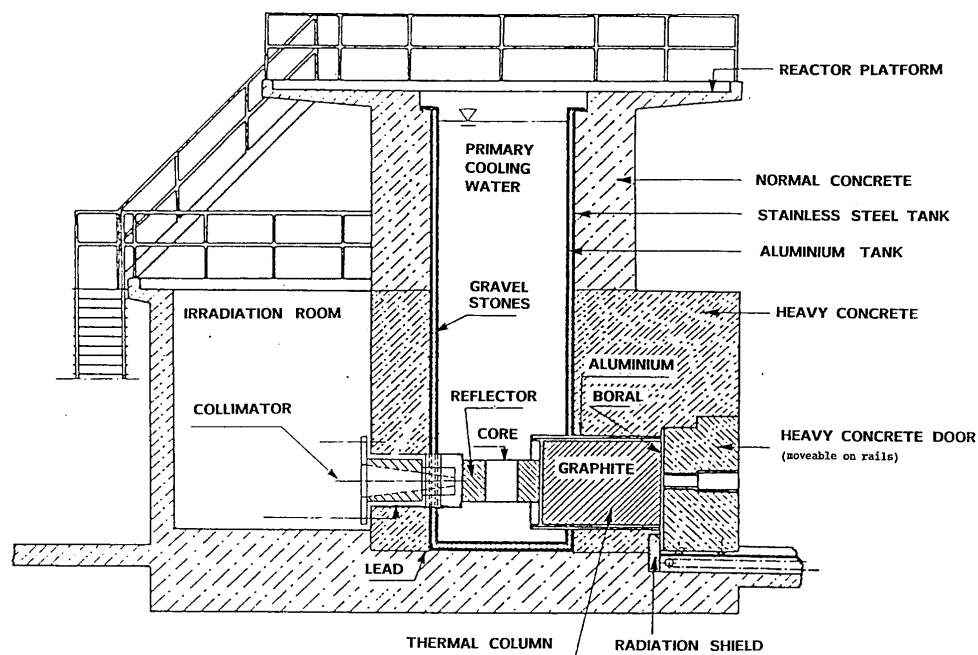 REACTOR PLATFORM
PRIMARY
COOLING
WATER
NORMAL CONCRETE
STAINLESS STEEL TANK
ALUMINIUM TANK
GRAVEL
STONES
IRRADIATION ROOM
HEAVY CONCRETE
ALUMINIUM
BORAL
COLLIMATOR
REFLECTOR
CORE
HEAVY CONCRETE DOOR
(moveable on rails)
GRAPHITE
LEAD
THERMAL COLUMN
RADIATION SHIELD